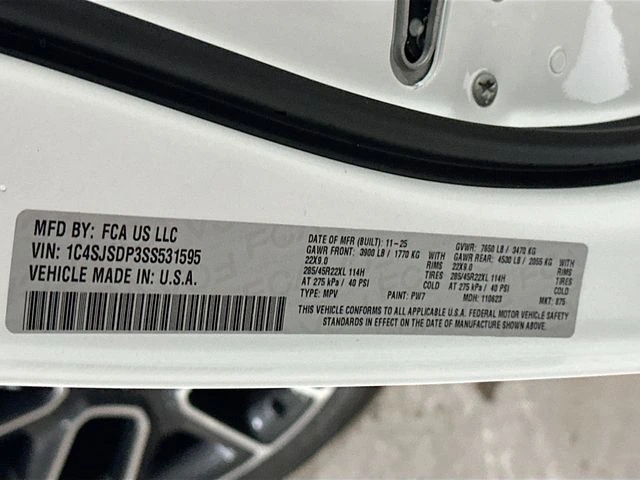 MFD BY: FCA US LLC
VIN: 1C4SJSDP3SS531595
VEHICLE MADE IN: U.S.A.
DATE OF MFR (BUILT): 11-25 GVWR: 7650 LB / 3470 KG
GAWR FRONT: 3900 LB / 1770 KG WITH GAWR REAR: 4530 LB / 2055 KG WITH
22X9.0 RIMS 22X9.0 RIMS
285/45R22XL 114H TIRES 285/45R22XL 114H TIRES
AT 275 kPa / 40 PSI COLD AT 275 kPa / 40 PSI COLD
TYPE: MPV PAINT: PW7 MDH: 110623 MKT: 875
THIS VEHICLE CONFORMS TO ALL APPLICABLE U.S.A. FEDERAL MOTOR VEHICLE SAFETY
STANDARDS IN EFFECT ON THE DATE OF MANUFACTURE SHOWN ABOVE.